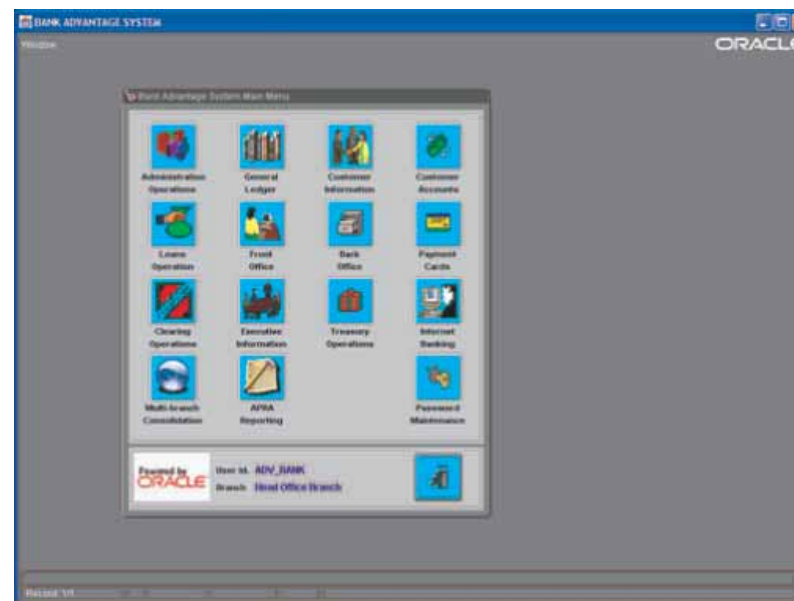 BANK ADVANTAGE SYSTEM
Window
ORACLE
Bank Advantage System Main Menu
Administration
Operations
General
Ledger
Customer
Information
Customer
Accounts
Loans
Operation
Front
Office
Back
Office
Payment
Cards
Clearing
Operations
Executive
Information
Treasury
Operations
Internet
Banking
Multi-branch
Consolidation
APRA
Reporting
Password
Maintenance
Powered by
ORACLE
User Id. ADV_BANK
Branch Head Office Branch
Record: 1/1